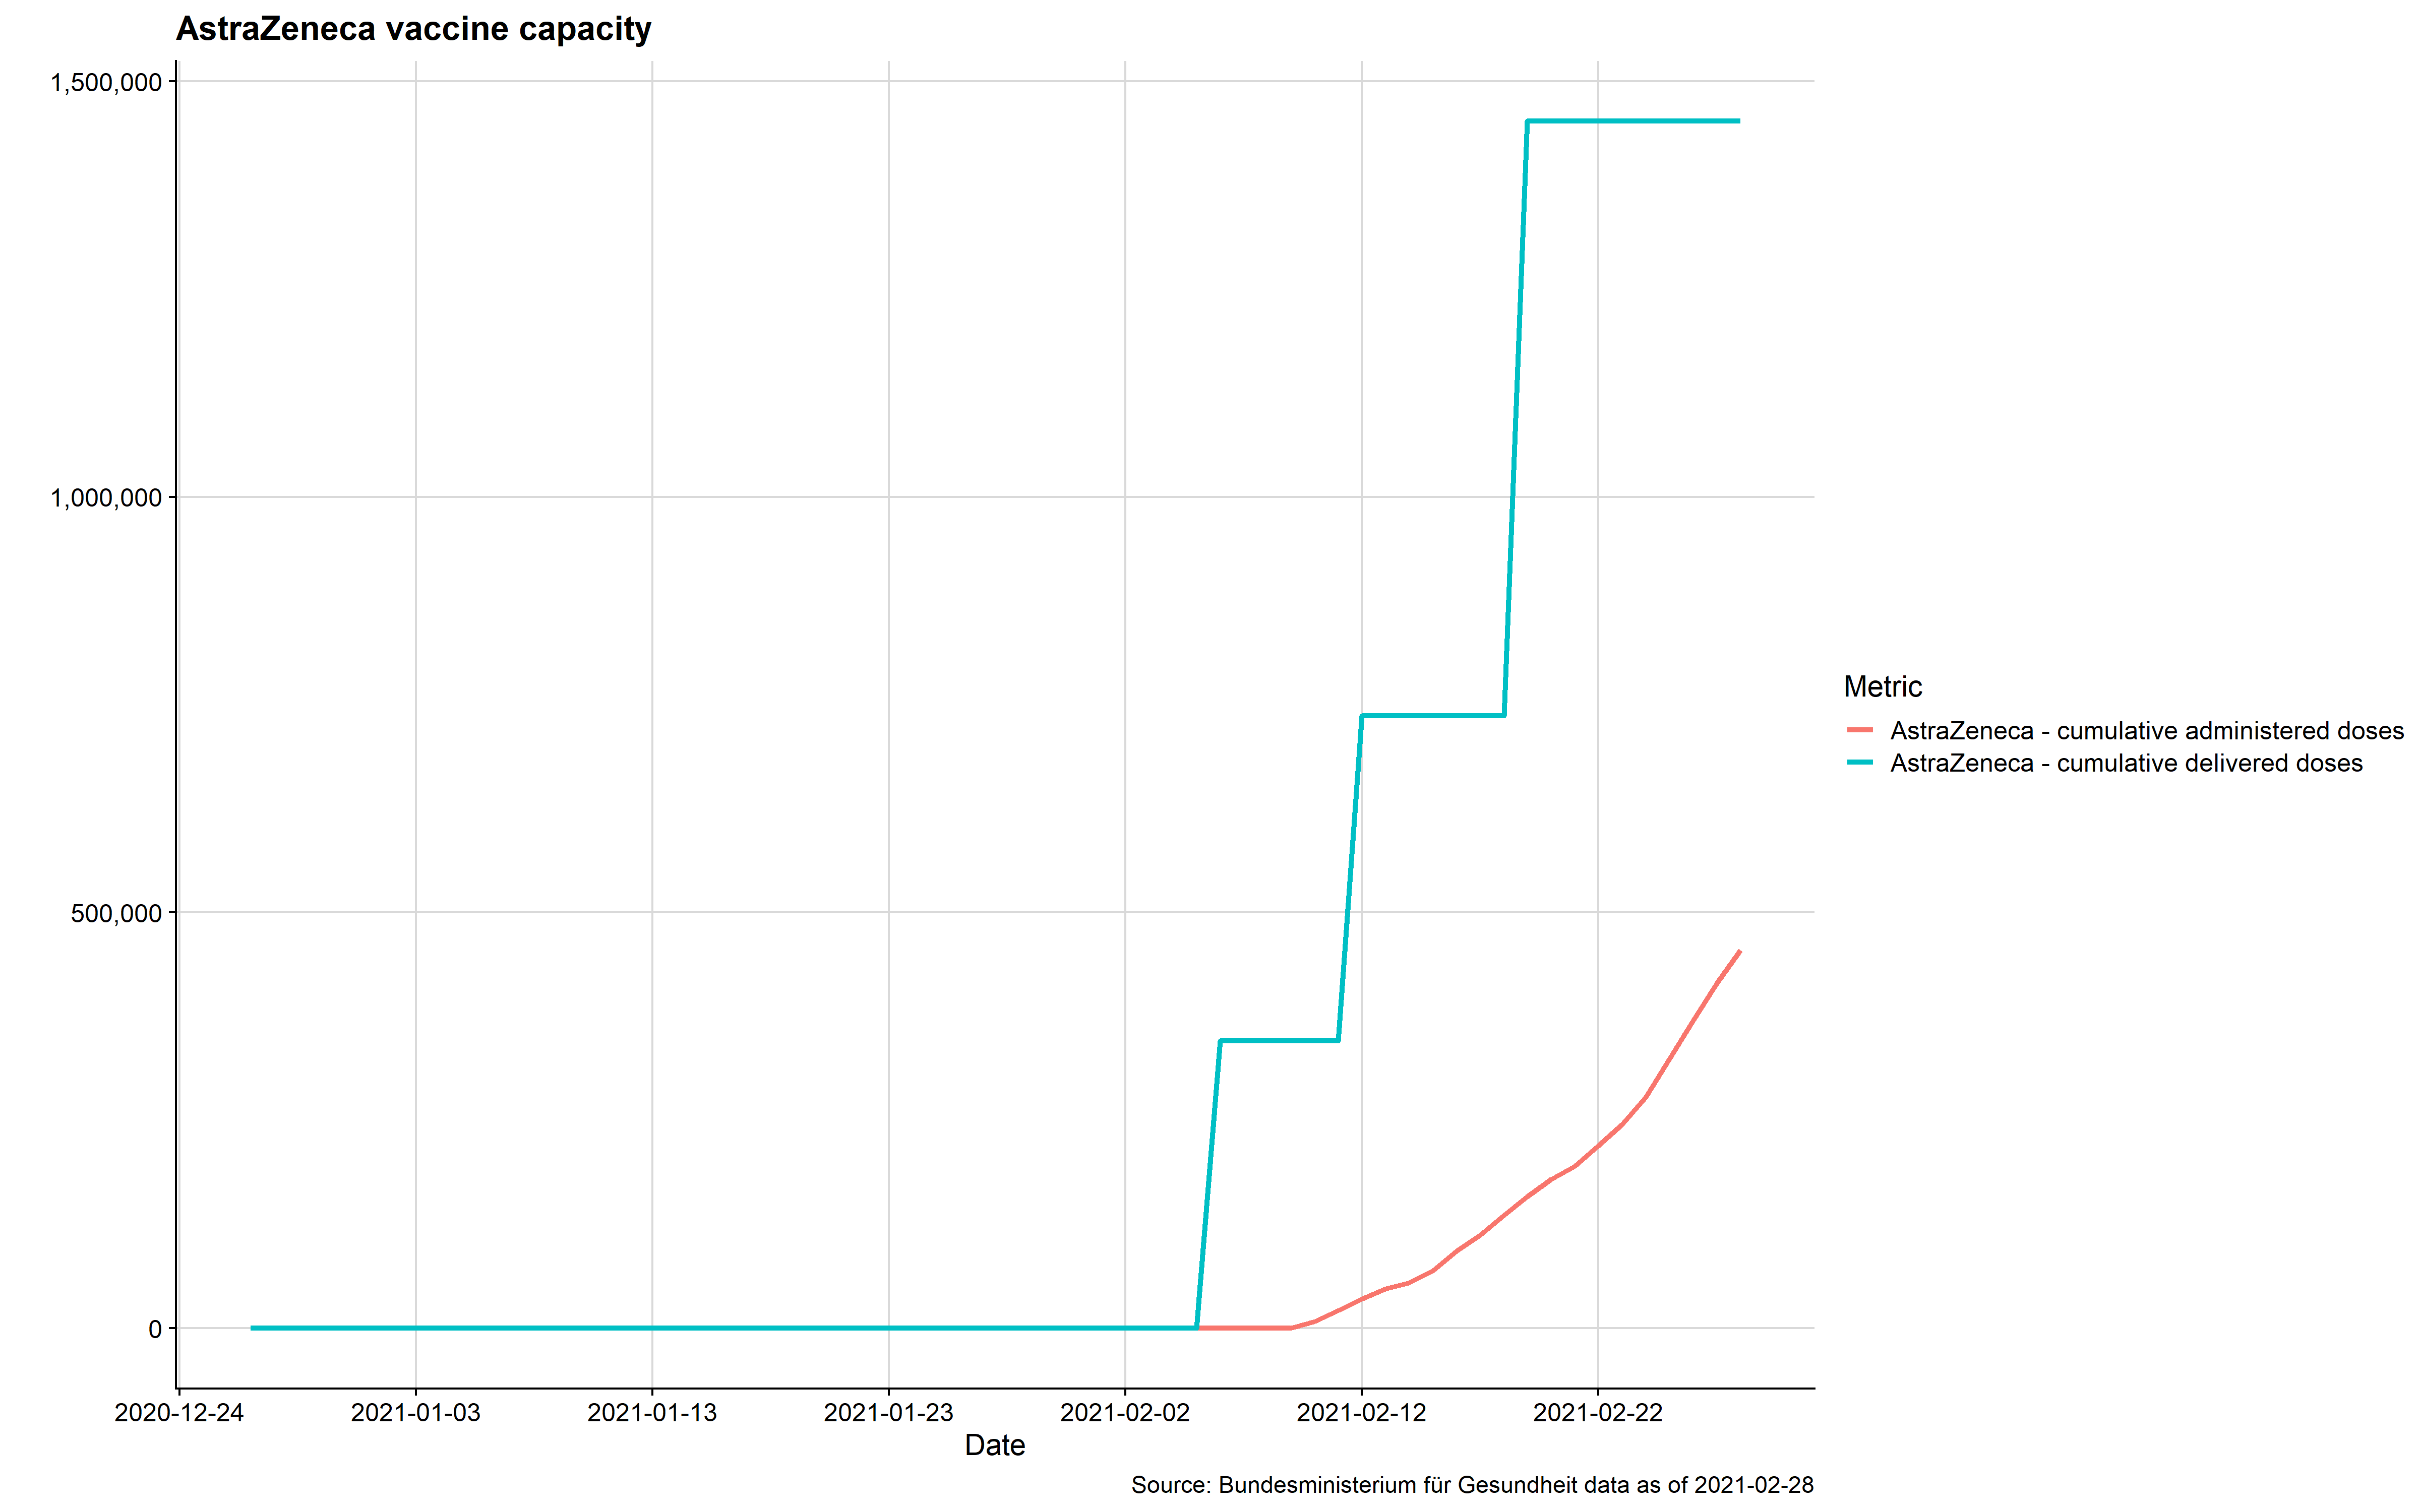 AstraZeneca vaccine capacity
1,500,000
1,000,000
500,000
0
2020-12-24 2021-01-03 2021-01-13 2021-01-23 2021-02-02 2021-02-12 2021-02-22
Date
Metric
AstraZeneca - cumulative administered doses
AstraZeneca - cumulative delivered doses
Source: Bundesministerium für Gesundheit data as of 2021-02-28